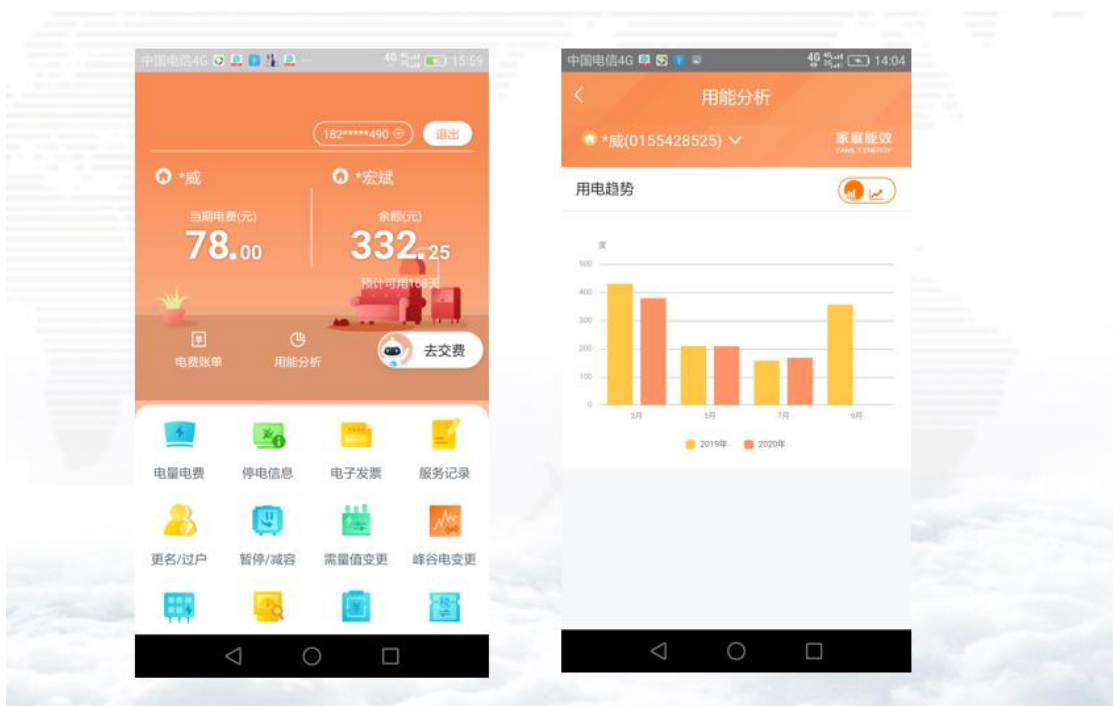 中国电信4G
15:59
182*****490
退出
*威
*宏斌
当期电费(元)
余额(元)
78.00
332.25
预计可用168天
电费账单
用能分析
去交费
电量电费
停电信息
电子发票
服务记录
更名/过户
暂停/减容
需量值变更
峰谷电变更
中国电信4G
4G
14:04
用能分析
*威(0155428525)
家庭能效
FAMILY ENERGY
用电趋势
度
500
400
300
200
100
0
3月
5月
7月
9月
2019年
2020年